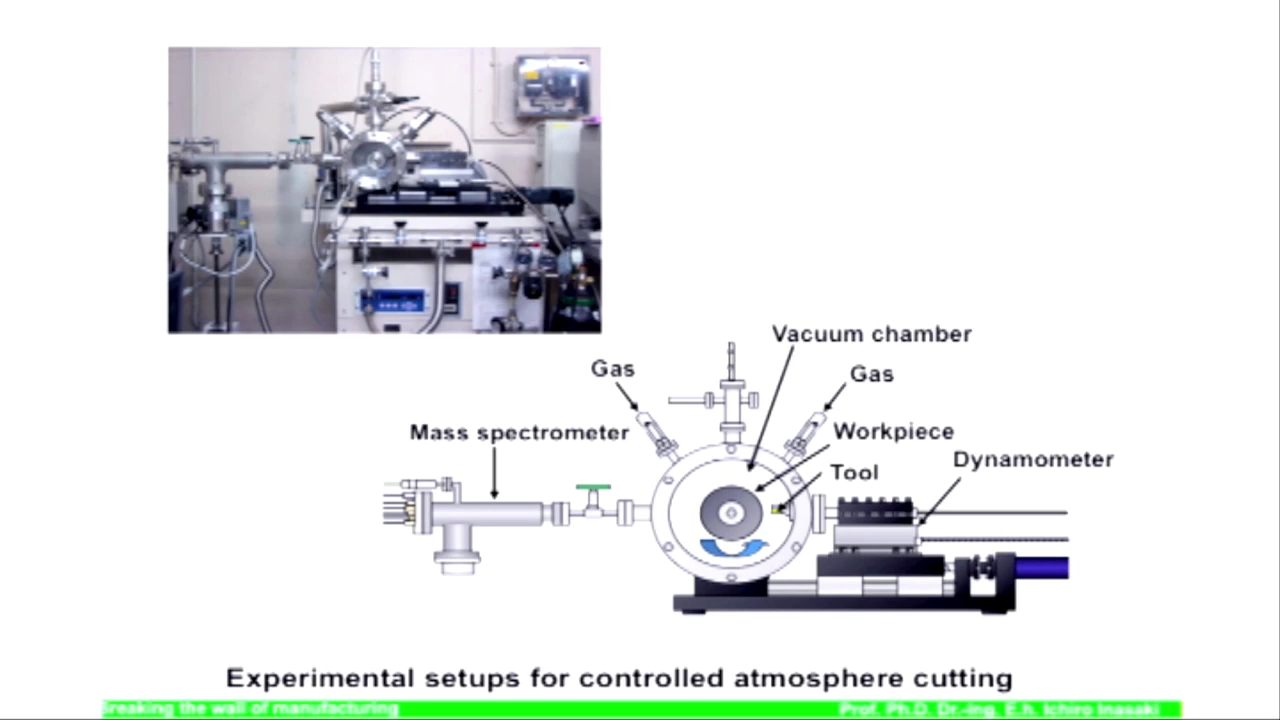 Vacuum chamber
Gas
Gas
Mass spectrometer
Workpiece
Dynamometer
Tool
Experimental setups for controlled atmosphere cutting
Breaking the wall of manufacturing
Prof. Ph.D. Dr.-Ing. E.h. Ichiro Inasaki